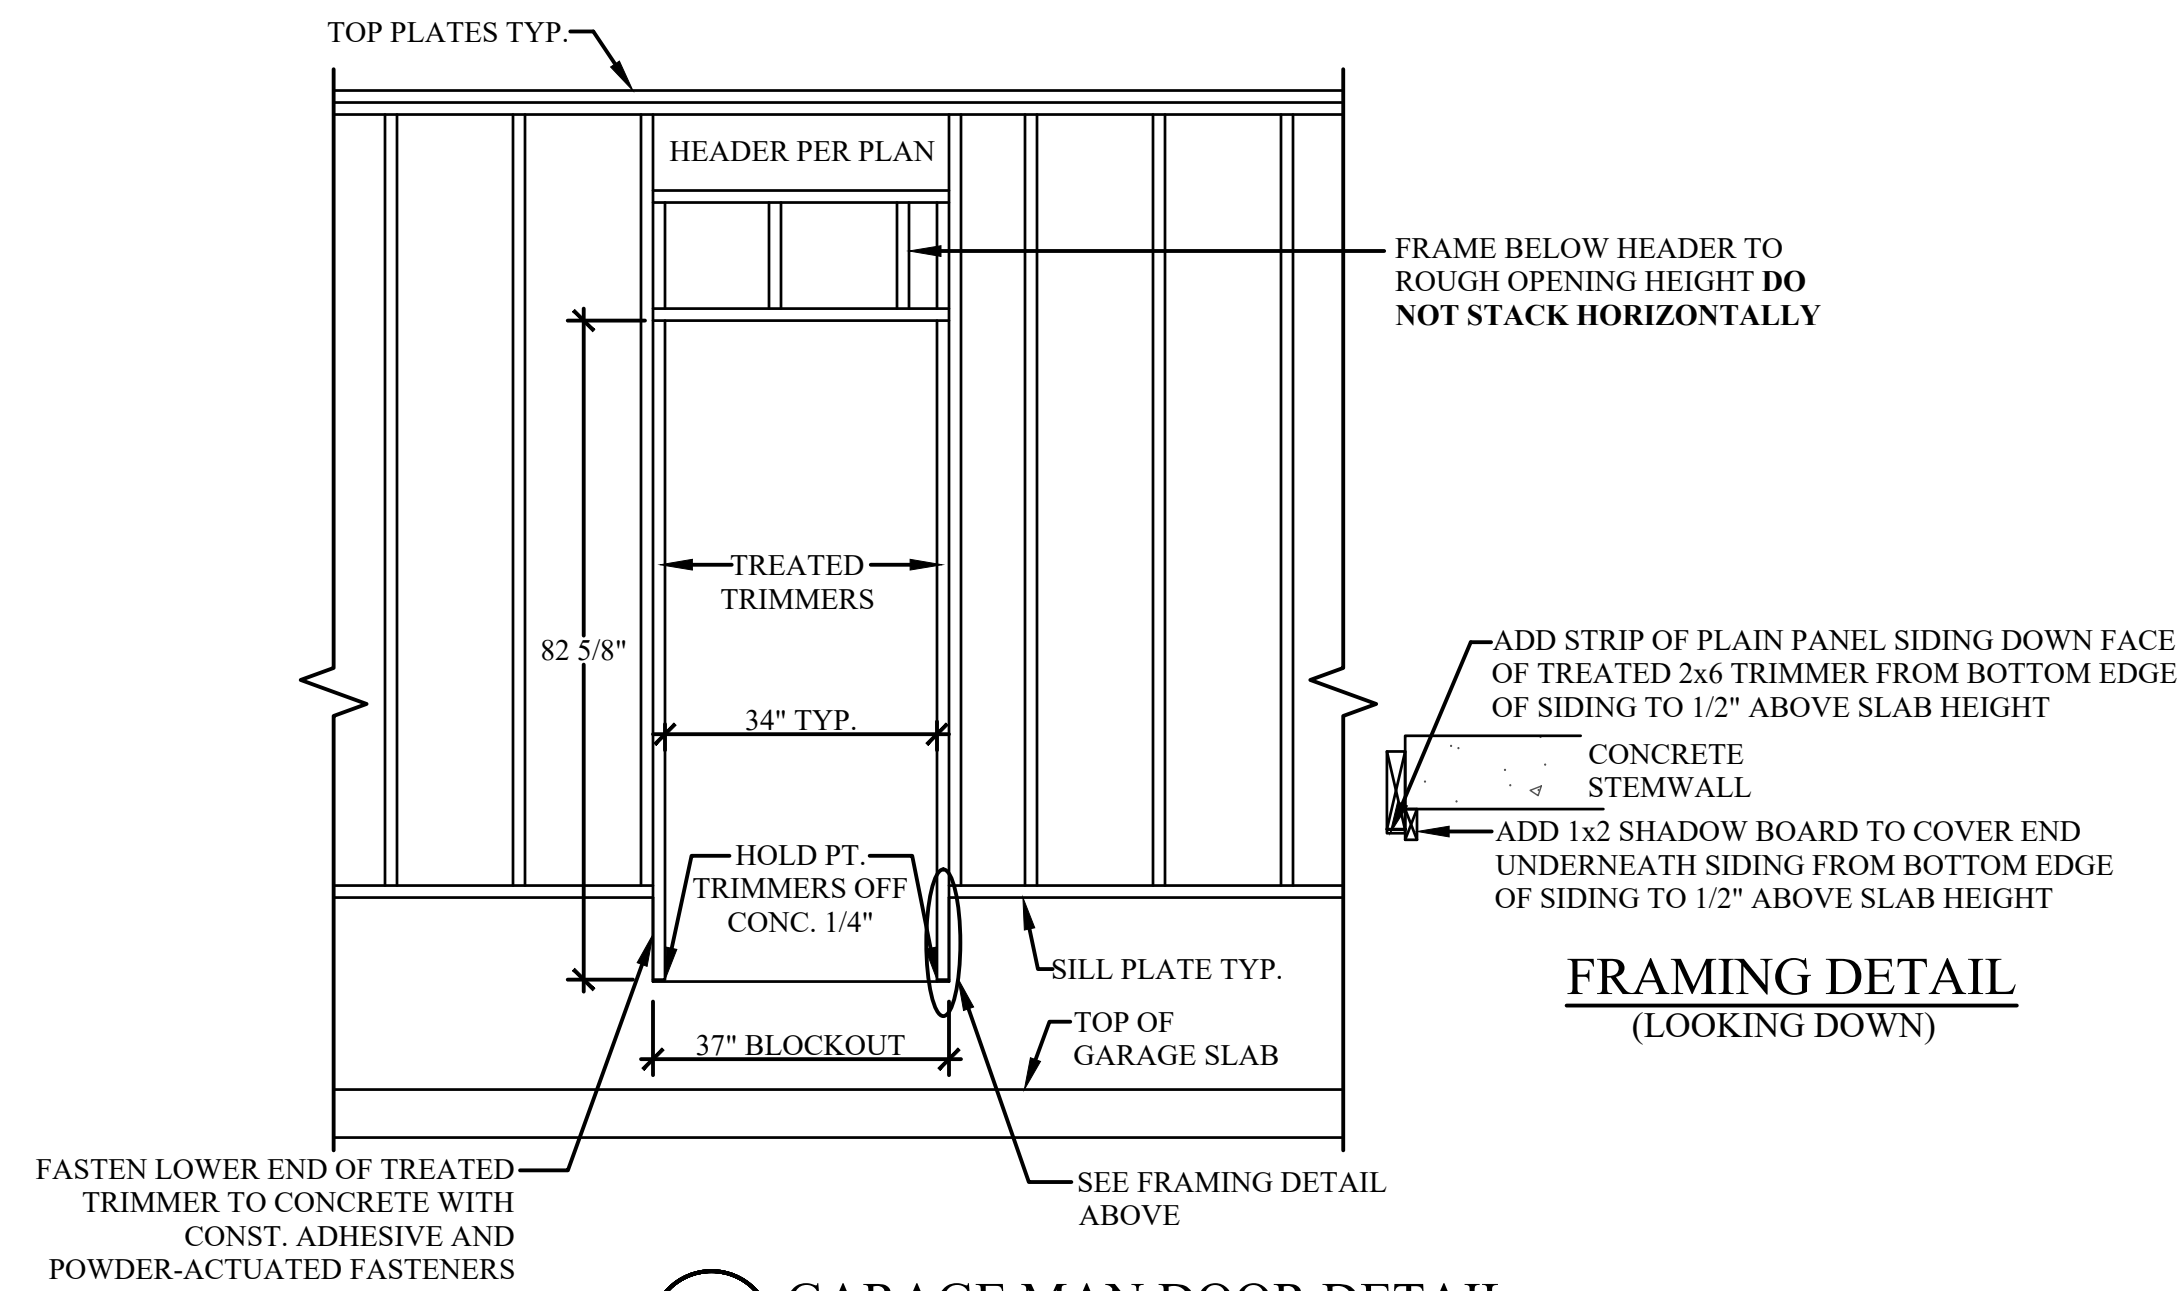 TOP PLATES TYP.
HEADER PER PLAN
FRAME BELOW HEADER TO
ROUGH OPENING HEIGHT DO
NOT STACK HORIZONTALLY
TREATED
TRIMMERS
82 5/8"
34" TYP.
ADD STRIP OF PLAIN PANEL SIDING DOWN FACE
OF TREATED 2x6 TRIMMER FROM BOTTOM EDGE
OF SIDING TO 1/2" ABOVE SLAB HEIGHT
CONCRETE
STEMWALL
ADD 1x2 SHADOW BOARD TO COVER END
UNDERNEATH SIDING FROM BOTTOM EDGE
OF SIDING TO 1/2" ABOVE SLAB HEIGHT
HOLD PT.
TRIMMERS OFF
CONC. 1/4"
SILL PLATE TYP.
FRAMING DETAIL
(LOOKING DOWN)
37" BLOCKOUT
TOP OF
GARAGE SLAB
FASTEN LOWER END OF TREATED
TRIMMER TO CONCRETE WITH
CONST. ADHESIVE AND
POWDER-ACTUATED FASTENERS
SEE FRAMING DETAIL
ABOVE
GARAGE MAN DOOR DETAIL